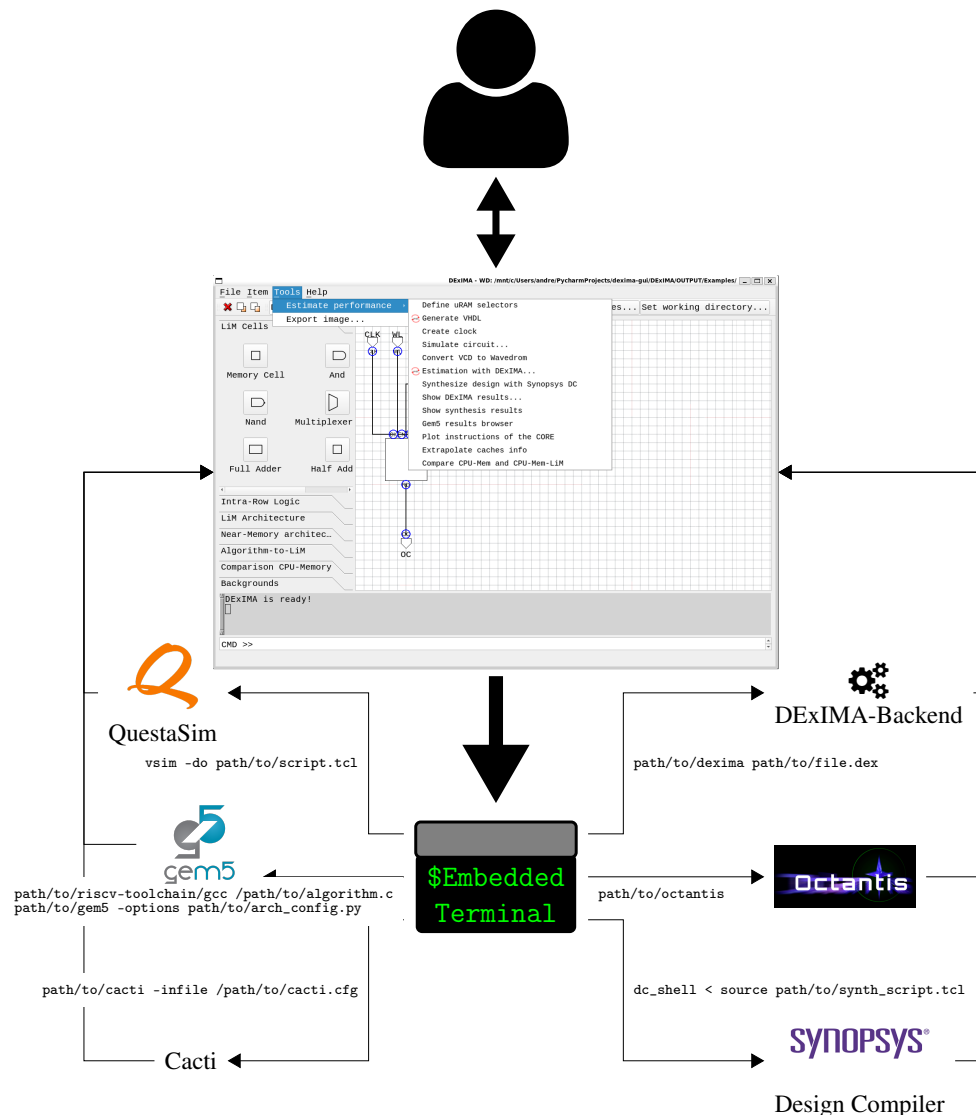 DExIMA - WD: /mnt/c/Users/andre/PycharmProjects/dexima-gui/DExIMA/OUTPUT/Examples/
File Item Tools Help
Estimate performance
Export image...
es... Set working directory...
Define uRAM selectors
Generate VHDL
Create clock
Simulate circuit...
Convert VCD to Wavedrom
Estimation with DExIMA...
Synthesize design with Synopsys DC
Show DExIMA results...
Show synthesis results
Gem5 results browser
Plot instructions of the CORE
Extrapolate caches info
Compare CPU-Mem and CPU-Mem-LiM
LiM Cells
Memory Cell And
Nand Multiplexer
Full Adder Half Add
Intra-Row Logic
LiM Architecture
Near-Memory architec…
Algorithm-to-LiM
Comparison CPU-Memory
Backgrounds
CLK WL
OC
DExIMA is ready!
CMD >>
QuestaSim
vsim -do path/to/script.tcl
DExIMA-Backend
path/to/dexima path/to/file.dex
gem5
path/to/riscv-toolchain/gcc /path/to/algorithm.c
path/to/gem5 -options path/to/arch_config.py
$Embedded
Terminal
path/to/octantis
Octantis
path/to/cacti -infile /path/to/cacti.cfg
Cacti
dc_shell < source path/to/synth_script.tcl
SYNOPSYS®
Design Compiler